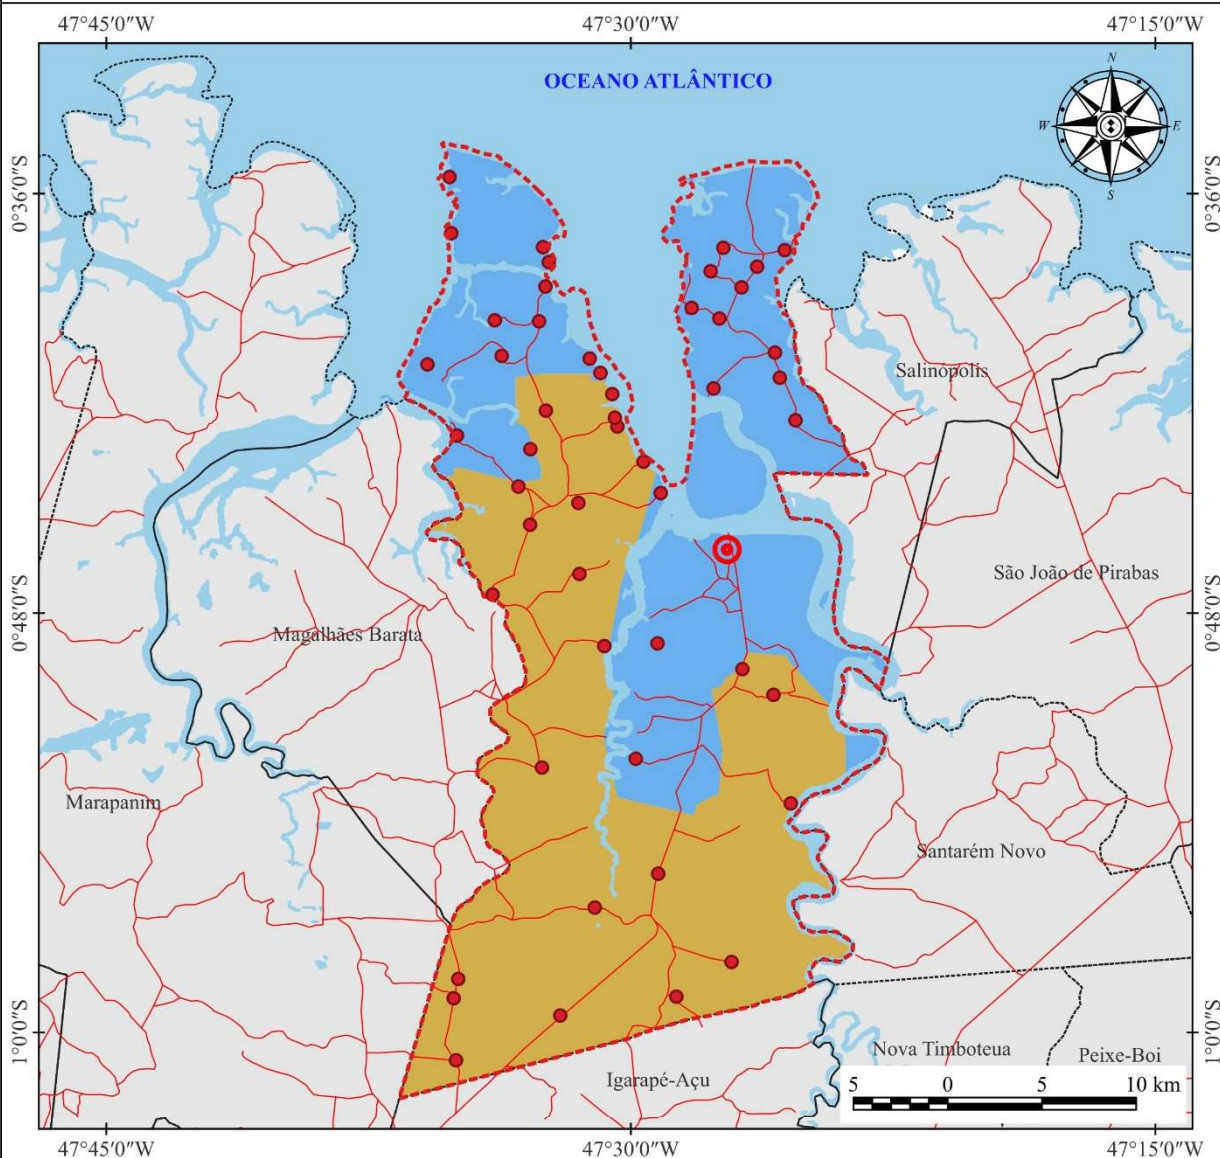 47°45'0"W 47°30'0"W 47°15'0"W
OCEANO ATLÂNTICO
N
W E
S
0°36'0"S 0°36'0"S
Salinópolis
São João de Pirabas
0°48'0"S 0°48'0"S
Magalhães Barata
Marapanim
Santarém Novo
1°0'0"S 1°0'0"S
Nova Timboteua
Peixe-Boi
Igarapé-Açu
5 0 5 10 km
47°45'0"W 47°30'0"W 47°15'0"W